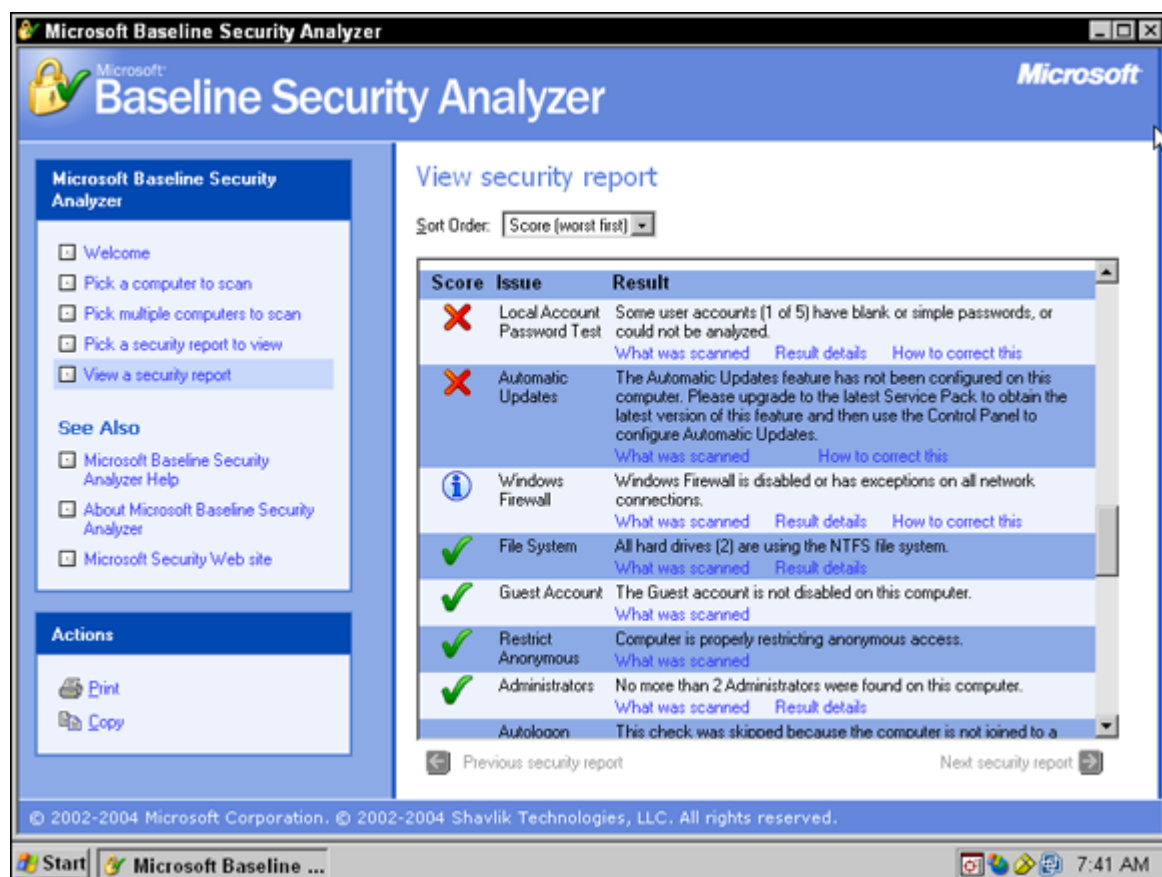 Microsoft Baseline Security Analyzer
Microsoft
Baseline Security Analyzer
Microsoft
Microsoft Baseline Security
Analyzer
Welcome
Pick a computer to scan
Pick multiple computers to scan
Pick a security report to view
View a security report
See Also
Microsoft Baseline Security
Analyzer Help
About Microsoft Baseline Security
Analyzer
Microsoft Security Web site
Actions
Print
Copy
View security report
Sort Order: Score (worst first)
Score Issue Result
Local Account Some user accounts (1 of 5) have blank or simple passwords, or
Password Test could not be analyzed.
What was scanned Result details How to correct this
Automatic The Automatic Updates feature has not been configured on this
Updates computer. Please upgrade to the latest Service Pack to obtain the
latest version of this feature and then use the Control Panel to
configure Automatic Updates.
What was scanned How to correct this
Windows Windows Firewall is disabled or has exceptions on all network
Firewall connections.
What was scanned Result details How to correct this
File System All hard drives (2) are using the NTFS file system.
What was scanned Result details
Guest Account The Guest account is not disabled on this computer.
What was scanned
Restrict Computer is properly restricting anonymous access.
Anonymous What was scanned
Administrators No more than 2 Administrators were found on this computer.
What was scanned Result details
Autologon This check was skipped because the computer is not joined to a
Previous security report Next security report
© 2002-2004 Microsoft Corporation. © 2002-2004 Shavlik Technologies, LLC. All rights reserved.
Start Microsoft Baseline ... 7:41 AM